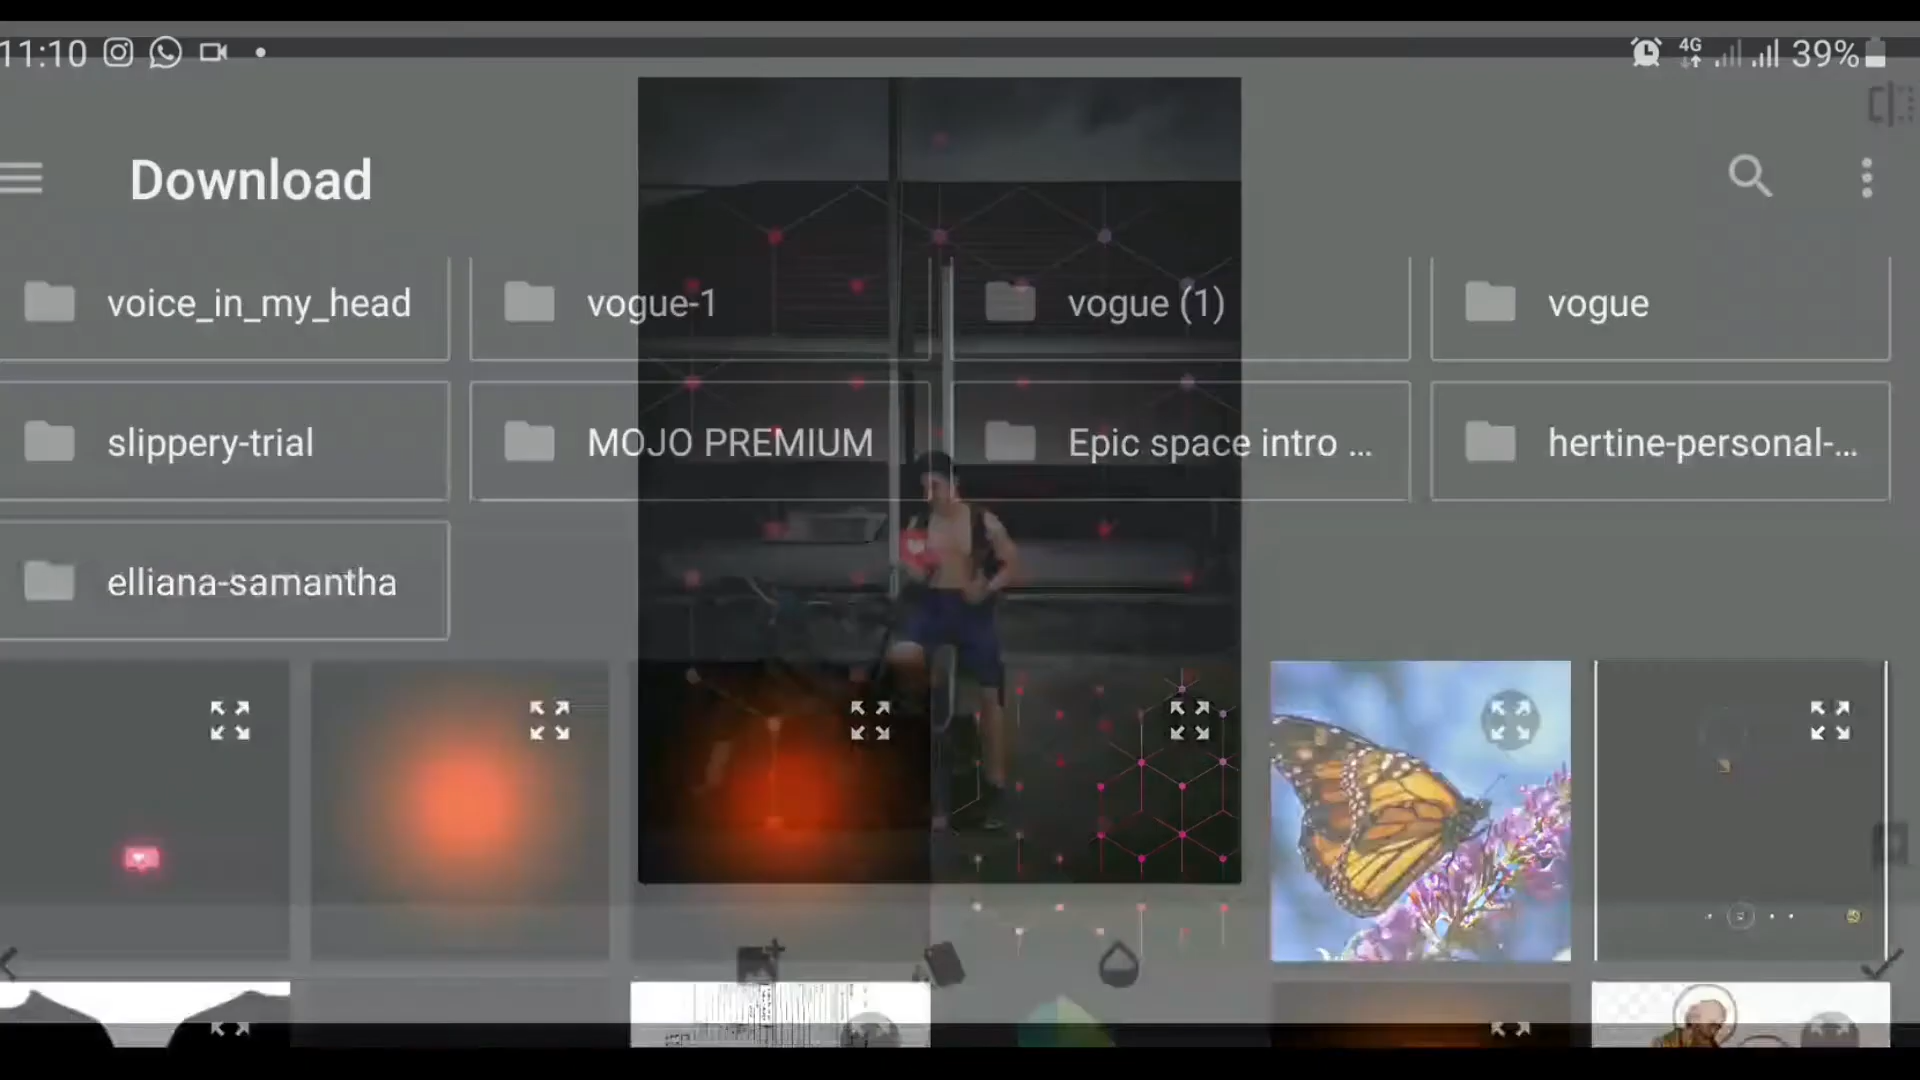 11:10
4G
39%
Download
voice_in_my_head
vogue-1
vogue (1)
vogue
slippery-trial
MOJO PREMIUM
Epic space intro ...
hertine-personal-...
elliana-samantha